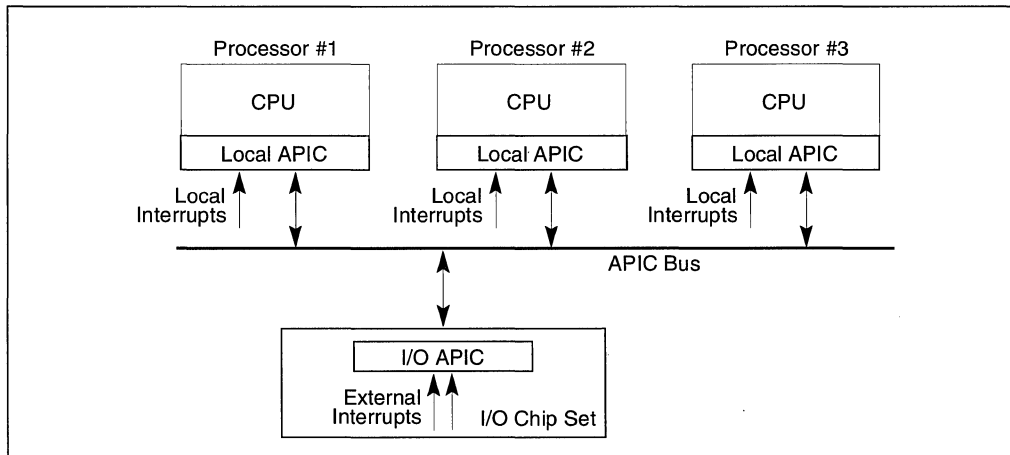 Processor #1
Processor #2
Processor #3
CPU
CPU
CPU
Local APIC
Local APIC
Local APIC
Local
Interrupts
Local
Interrupts
Local
Interrupts
APIC Bus
I/O APIC
External
Interrupts
I/O Chip Set